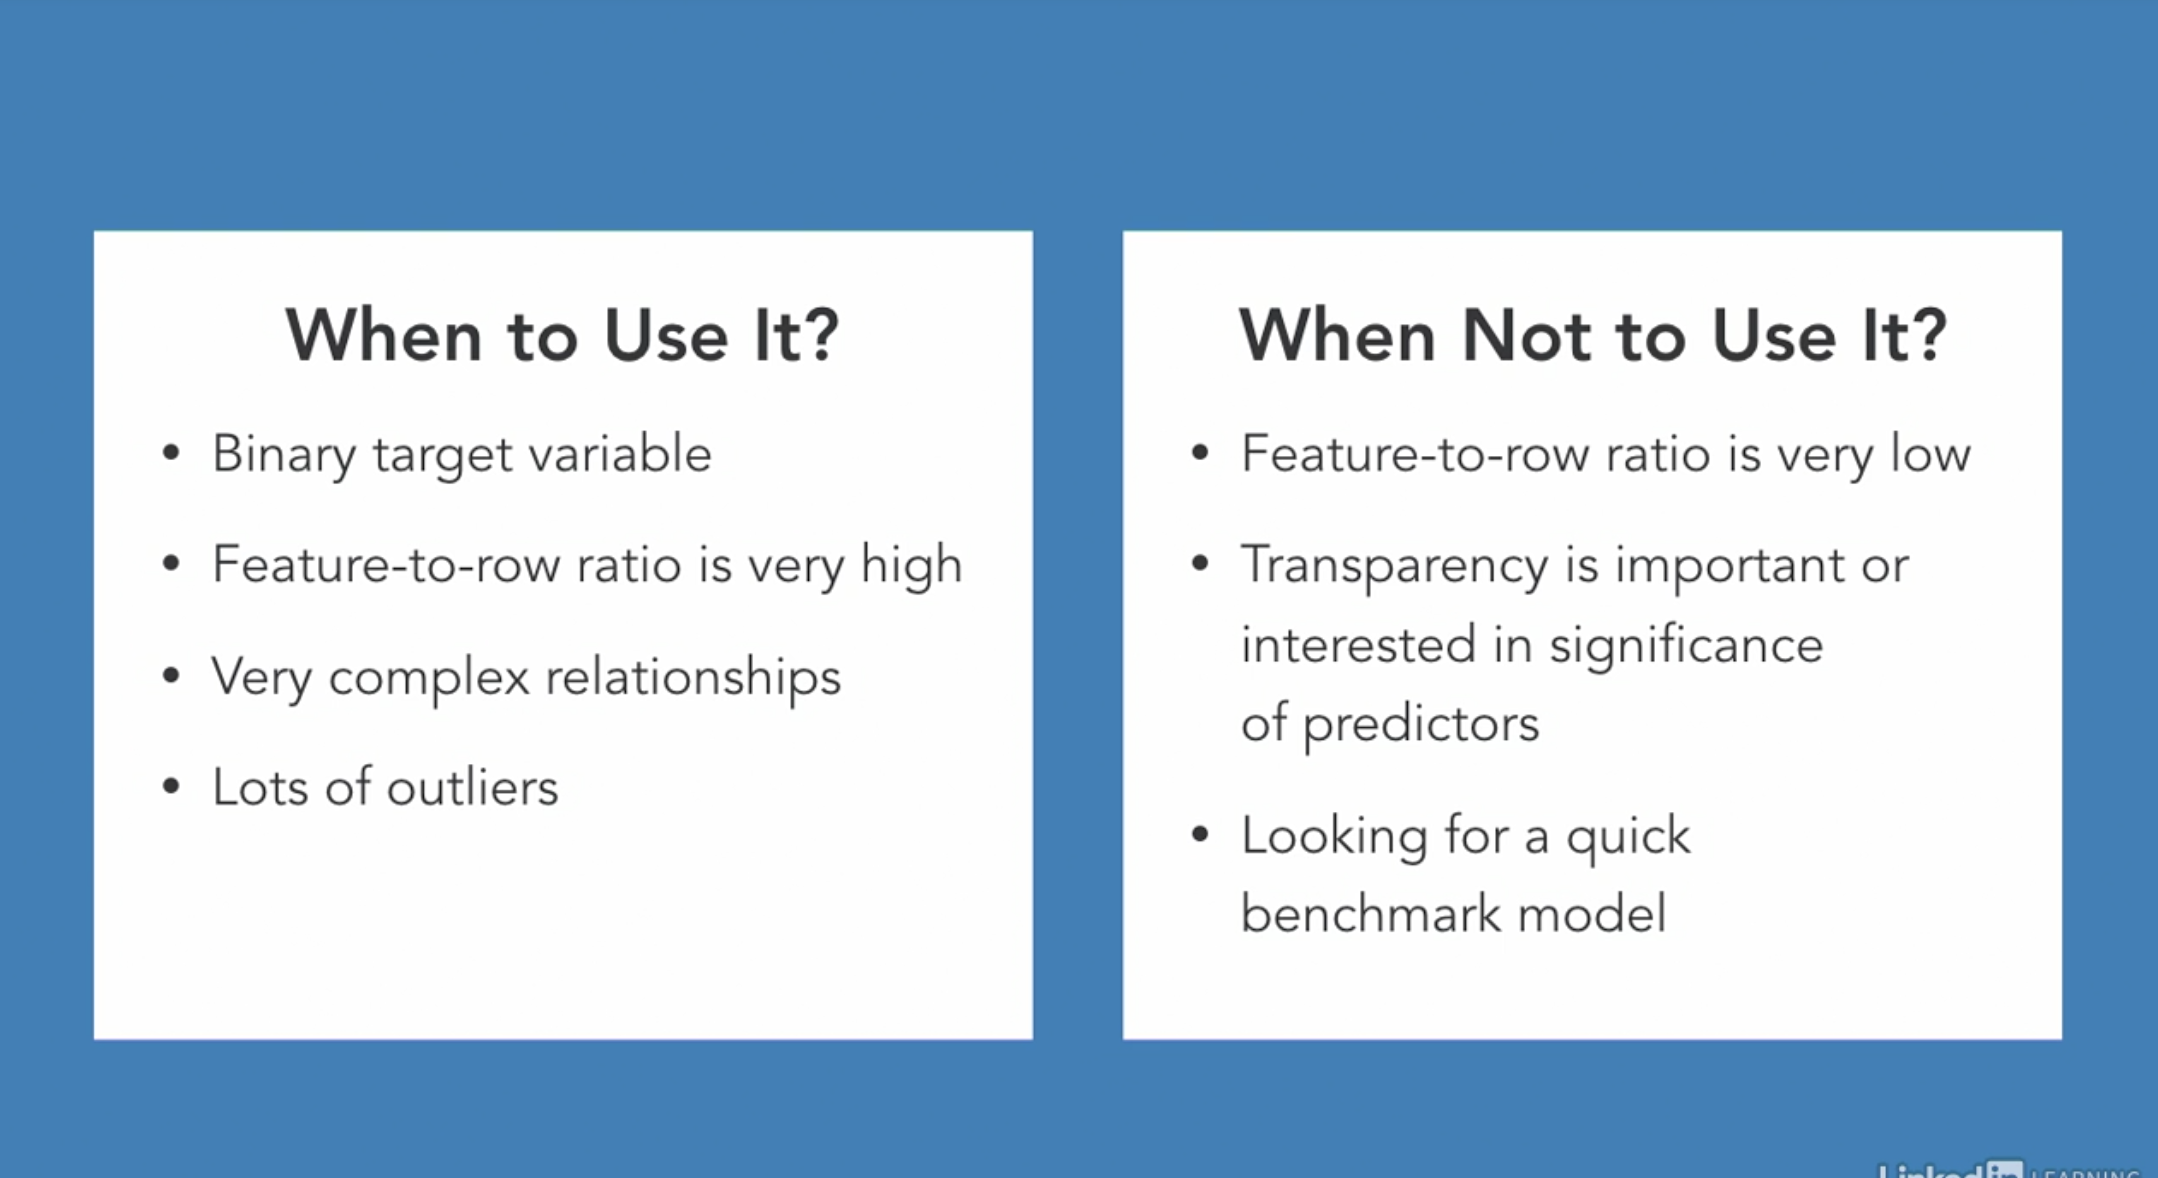 When to Use It?
• Binary target variable
• Feature-to-row ratio is very high
• Very complex relationships
• Lots of outliers
When Not to Use It?
• Feature-to-row ratio is very low
• Transparency is important or
interested in significance
of predictors
• Looking for a quick
benchmark model
LinkedIn LEARNING